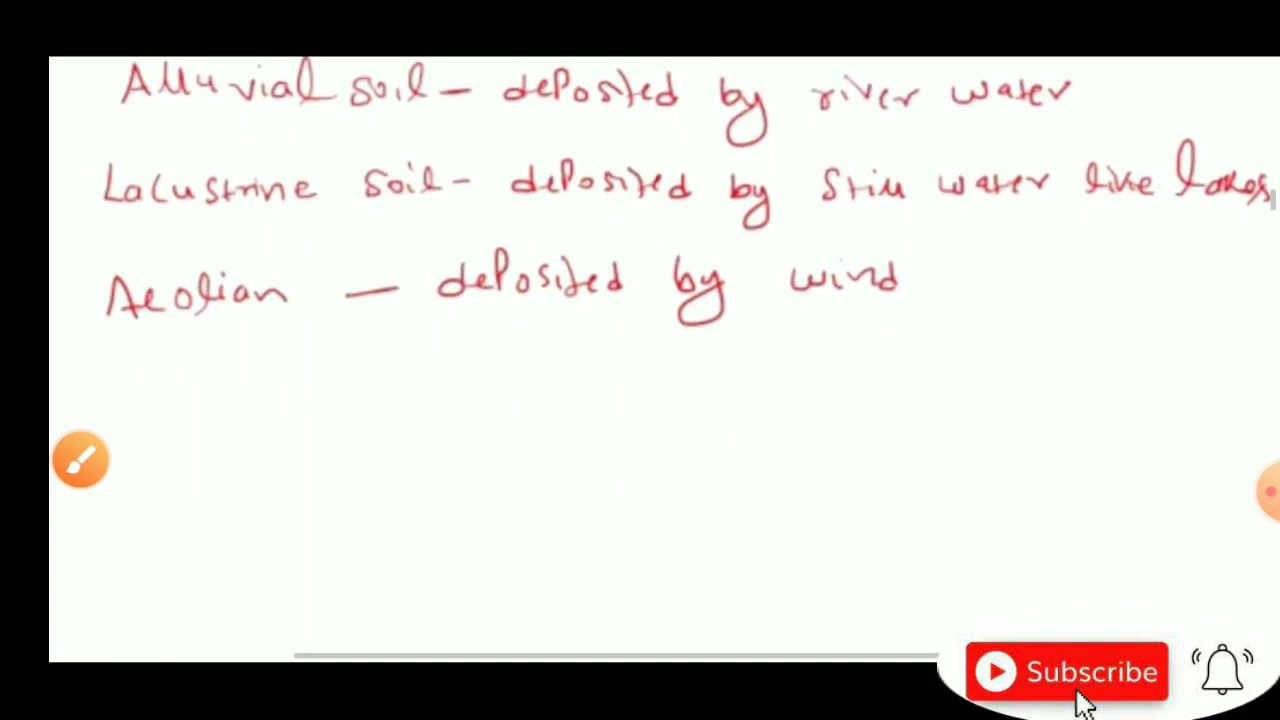 Alluvial soil - deposited by river water
Lacustrine soil - deposited by still water like lakes,
Aeolian - deposited by wind
Subscribe